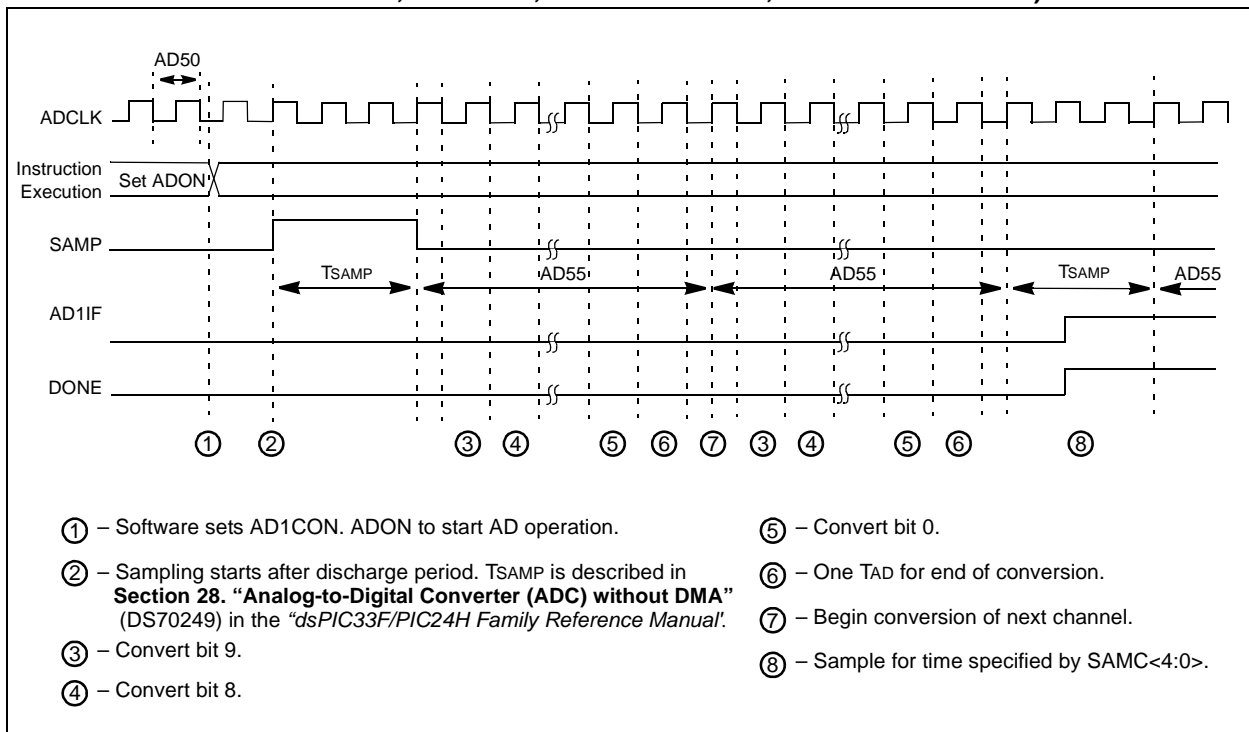 AD50
ADCLK
Instruction
Execution
Set ADON
SAMP
TSAMP
AD55
AD55
TSAMP
AD55
AD1IF
DONE
1 2 3 4 5 6 7 3 4 5 6 8
1 – Software sets AD1CON. ADON to start AD operation.
2 – Sampling starts after discharge period. TSAMP is described in
Section 28. “Analog-to-Digital Converter (ADC) without DMA”
(DS70249) in the “dsPIC33F/PIC24H Family Reference Manual'.
3 – Convert bit 9.
4 – Convert bit 8.
5 – Convert bit 0.
6 – One TAD for end of conversion.
7 – Begin conversion of next channel.
8 – Sample for time specified by SAMC<4:0>.